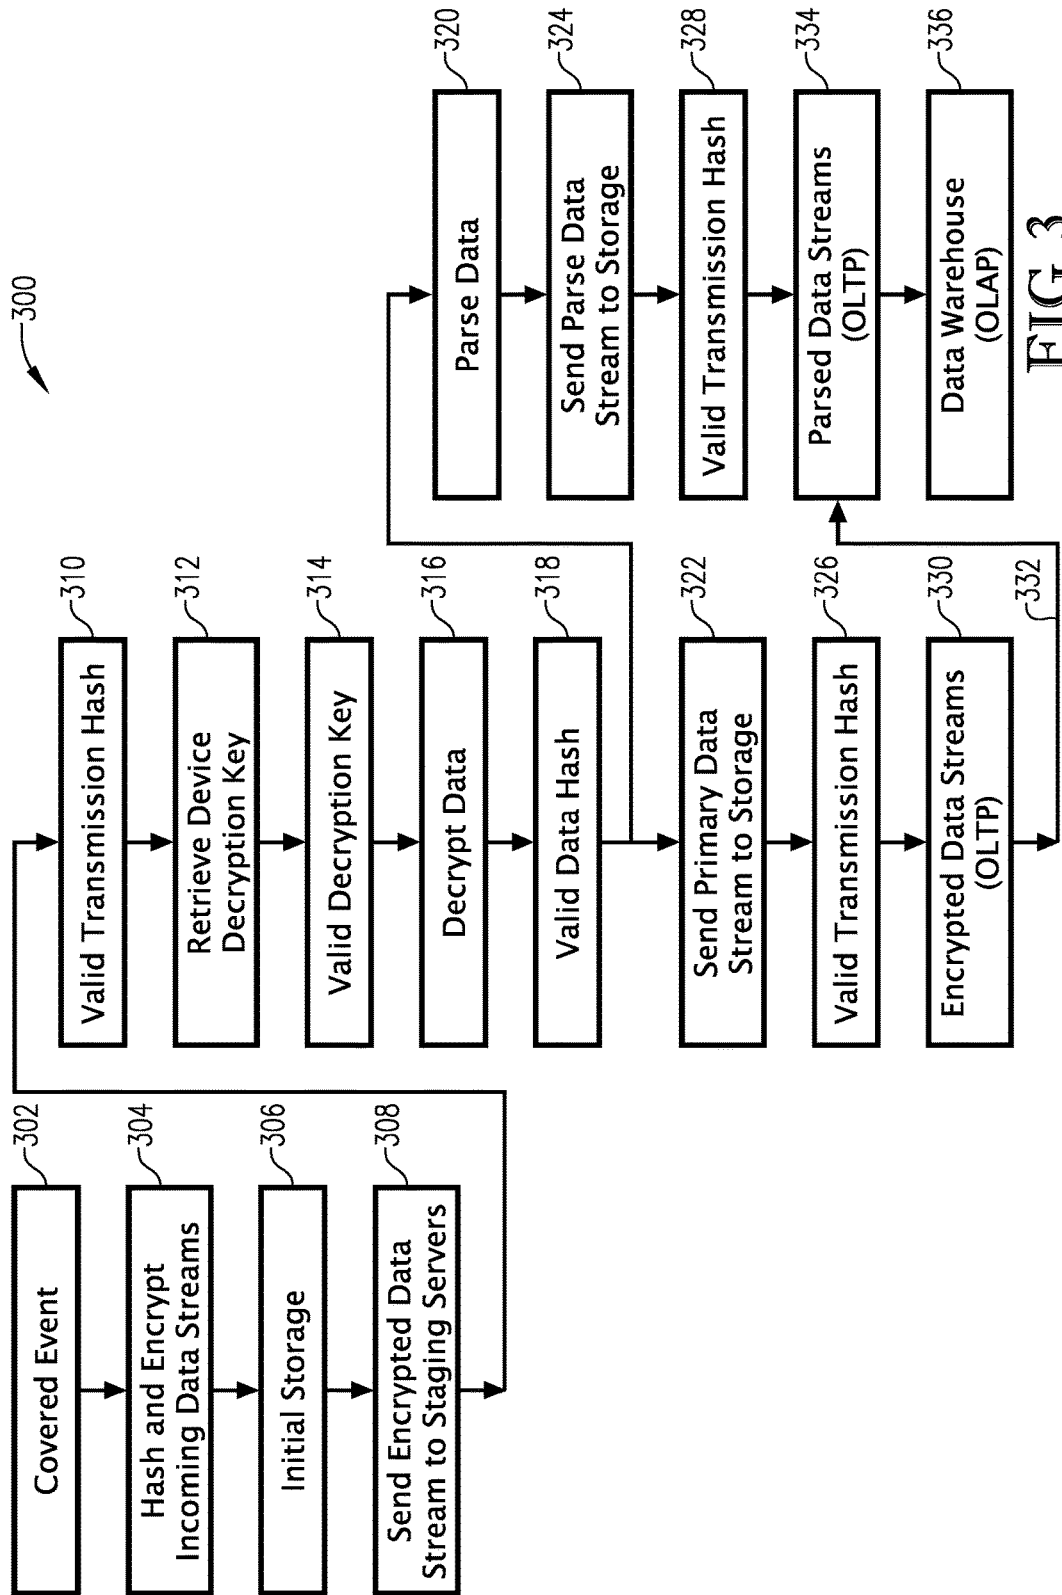 300
Covered Event
302
Hash and Encrypt
Incoming Data Streams
304
Initial Storage
306
Send Encrypted Data
Stream to Staging Servers
308
Valid Transmission Hash
310
Retrieve Device
Decryption Key
312
Valid Decryption Key
314
Decrypt Data
316
Valid Data Hash
318
Send Primary Data
Stream to Storage
322
Valid Transmission Hash
326
Encrypted Data Streams
(OLTP)
330
332
Parse Data
320
Send Parse Data
Stream to Storage
324
Valid Transmission Hash
328
Parsed Data Streams
(OLTP)
334
Data Warehouse
(OLAP)
336
FIG 3